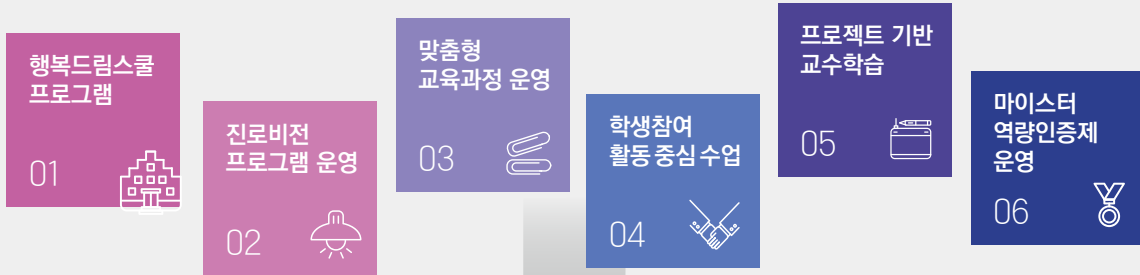 행복드림스쿨
프로그램
01
진로비전
프로그램 운영
02
맞춤형
교육과정 운영
03
학생참여
활동 중심 수업
04
프로젝트 기반
교수학습
05
마이스터
역량인증제
운영
06